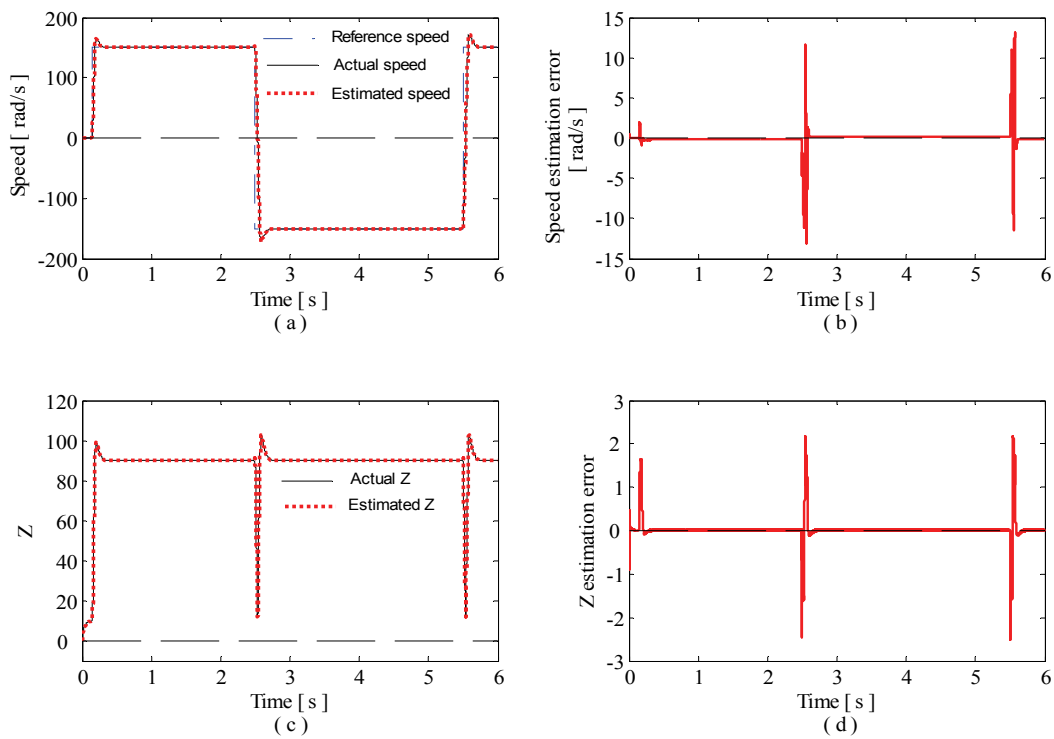 200
150
100
0
-100
-200
Speed [ rad/s ]
Reference speed
Actual speed
Estimated speed
0 1 2 3 4 5 6
Time [ s ]
( a )
15
10
5
0
-5
-10
-15
Speed estimation error
[ rad/s ]
0 1 2 3 4 5 6
Time [ s ]
( b )
120
100
80
60
40
20
0
Z
Actual Z
Estimated Z
0 1 2 3 4 5 6
Time [ s ]
( c )
3
2
1
0
-1
-2
-3
Z estimation error
0 1 2 3 4 5 6
Time [ s ]
( d )